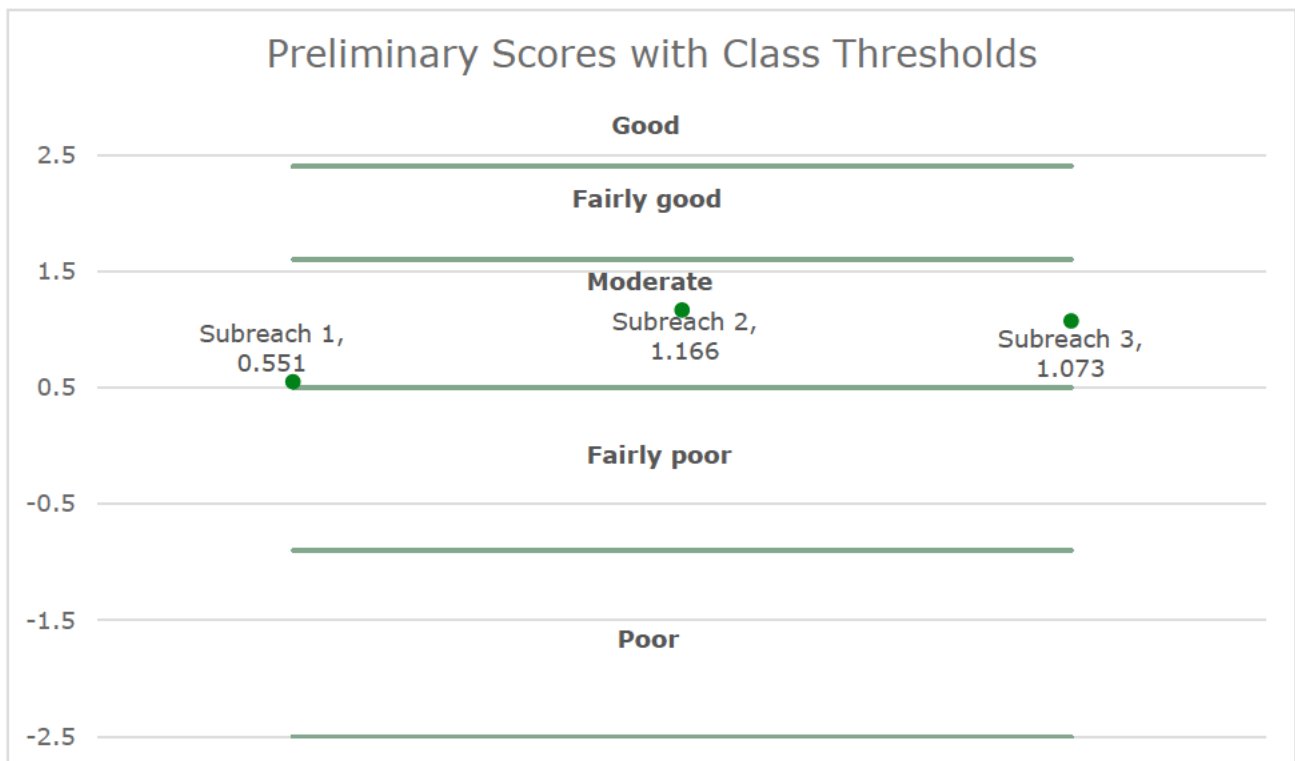 Preliminary Scores with Class Thresholds
Good
2.5
Fairly good
1.5
Moderate
Subreach 1,
0.551
Subreach 2,
1.166
Subreach 3,
1.073
0.5
Fairly poor
-0.5
-1.5
Poor
-2.5